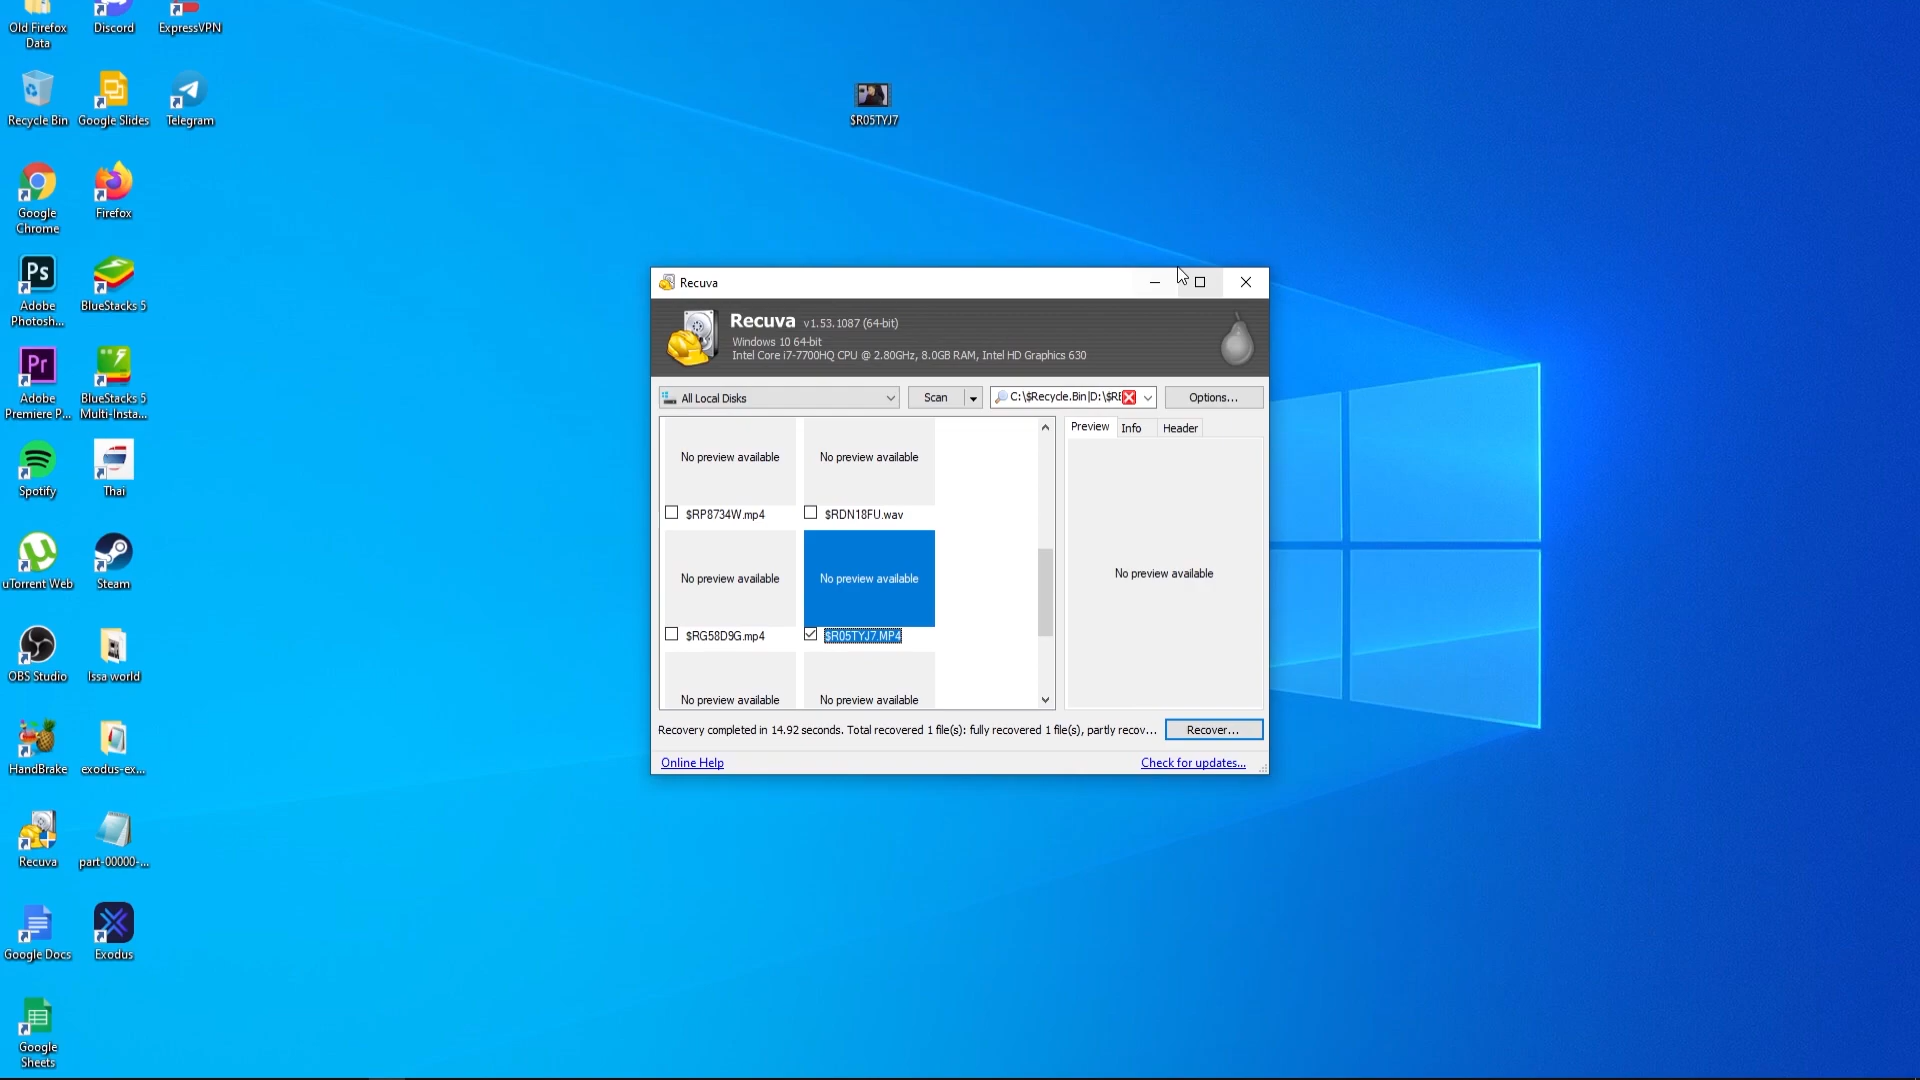 Old Firefox
Data
Discord
ExpressVPN
Recycle Bin
Google Slides
Telegram
$R05TYJ7
Google
Chrome
Firefox
Ps
Adobe
Photosh...
BlueStacks 5
Pr
Adobe
Premiere P...
BlueStacks 5
Multi-Insta...
Spotify
Thai
uTorrent Web
Steam
OBS Studio
Issa world
HandBrake
exodus-ex...
Recuva
part-00000-...
Google Docs
Exodus
Google
Sheets
Recuva
Recuva v1.53.1087 (64-bit)
Windows 10 64-bit
Intel Core i7-7700HQ CPU @ 2.80GHz, 8.0GB RAM, Intel HD Graphics 630
All Local Disks
Scan
C:\$Recycle.Bin|D:\$RE
Options...
Preview
Info
Header
No preview available
No preview available
$RP8734W.mp4
$RDN18FU.wav
No preview available
No preview available
No preview available
$RG58D9G.mp4
$R05TYJ7.MP4
No preview available
No preview available
Recovery completed in 14.92 seconds. Total recovered 1 file(s): fully recovered 1 file(s), partly recov...
Recover...
Online Help
Check for updates...